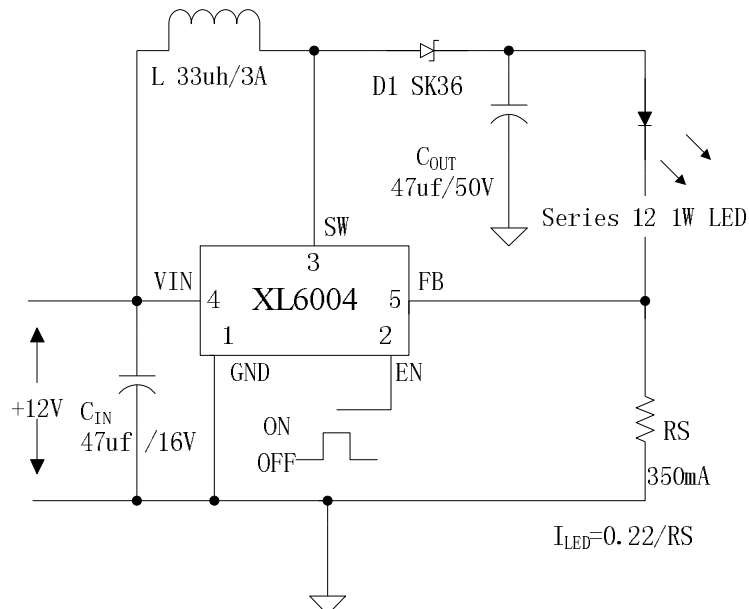 L 33uh/3A
D1 SK36
COUT
47uf/50V
Series 12 1W LED
SW
3
VIN
4
XL6004
5
FB
1
2
GND
EN
+12V
CIN
47uf /16V
ON
OFF
RS
350mA
ILED=0.22/RS